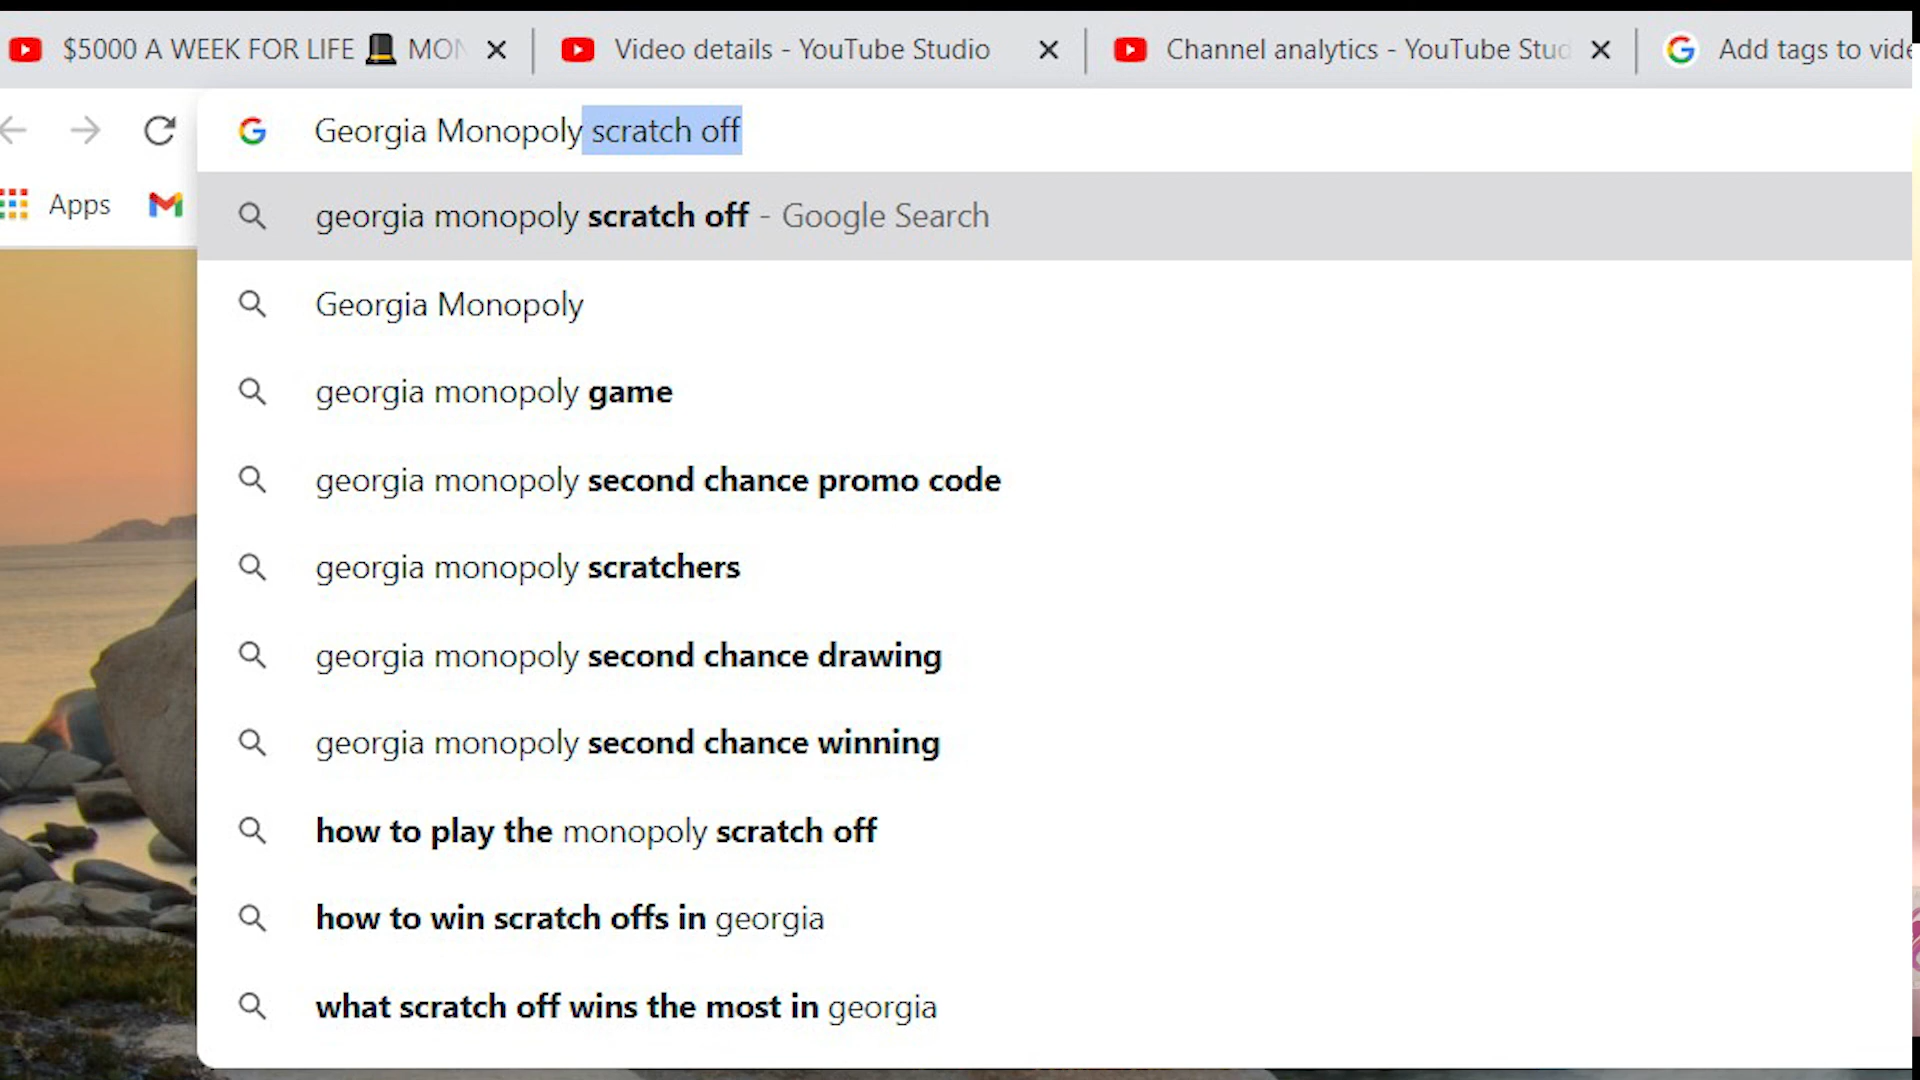 $5000 A WEEK FOR LIFE 🎩 MON
Video details - YouTube Studio
Channel analytics - YouTube Stud
Add tags to vide
Georgia Monopoly scratch off
Apps
georgia monopoly scratch off - Google Search
Georgia Monopoly
georgia monopoly game
georgia monopoly second chance promo code
georgia monopoly scratchers
georgia monopoly second chance drawing
georgia monopoly second chance winning
how to play the monopoly scratch off
how to win scratch offs in georgia
what scratch off wins the most in georgia